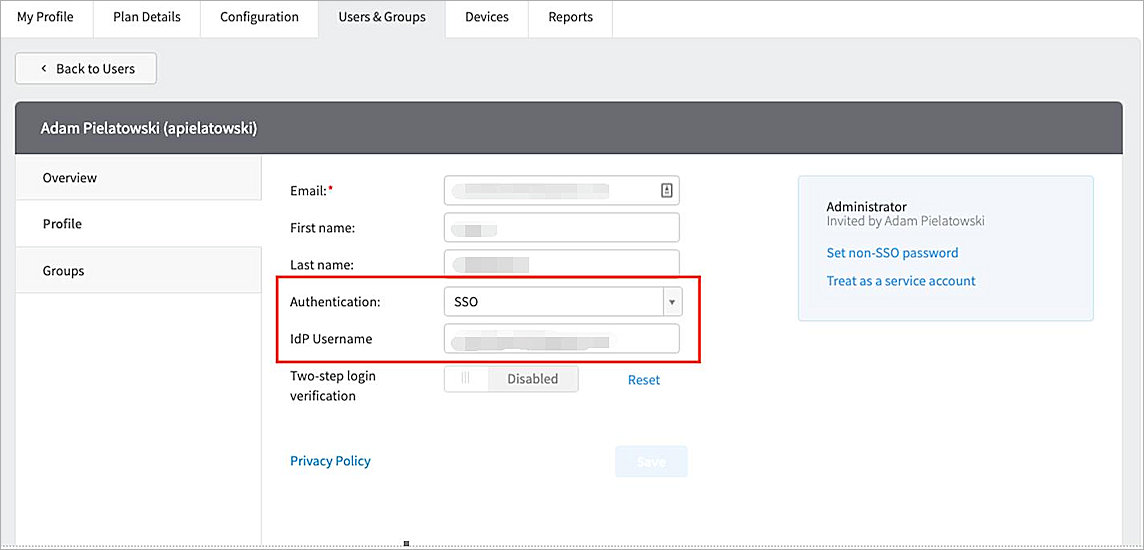 My Profile Plan Details Configuration Users & Groups Devices Reports
Back to Users
Adam Pielatowski (apielatowski)
Overview
Profile
Groups
Email:*
First name:
Last name:
Authentication: SSO
IdP Username
Two-step login
verification
Disabled Reset
Privacy Policy Save
Administrator
Invited by Adam Pielatowski
Set non-SSO password
Treat as a service account